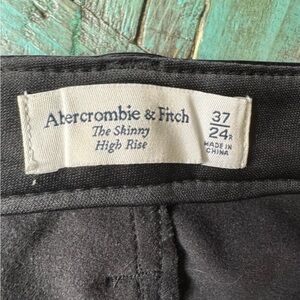 Abercrombie & Fitch
The Skinny
High Rise
37
24R
MADE IN
CHINA